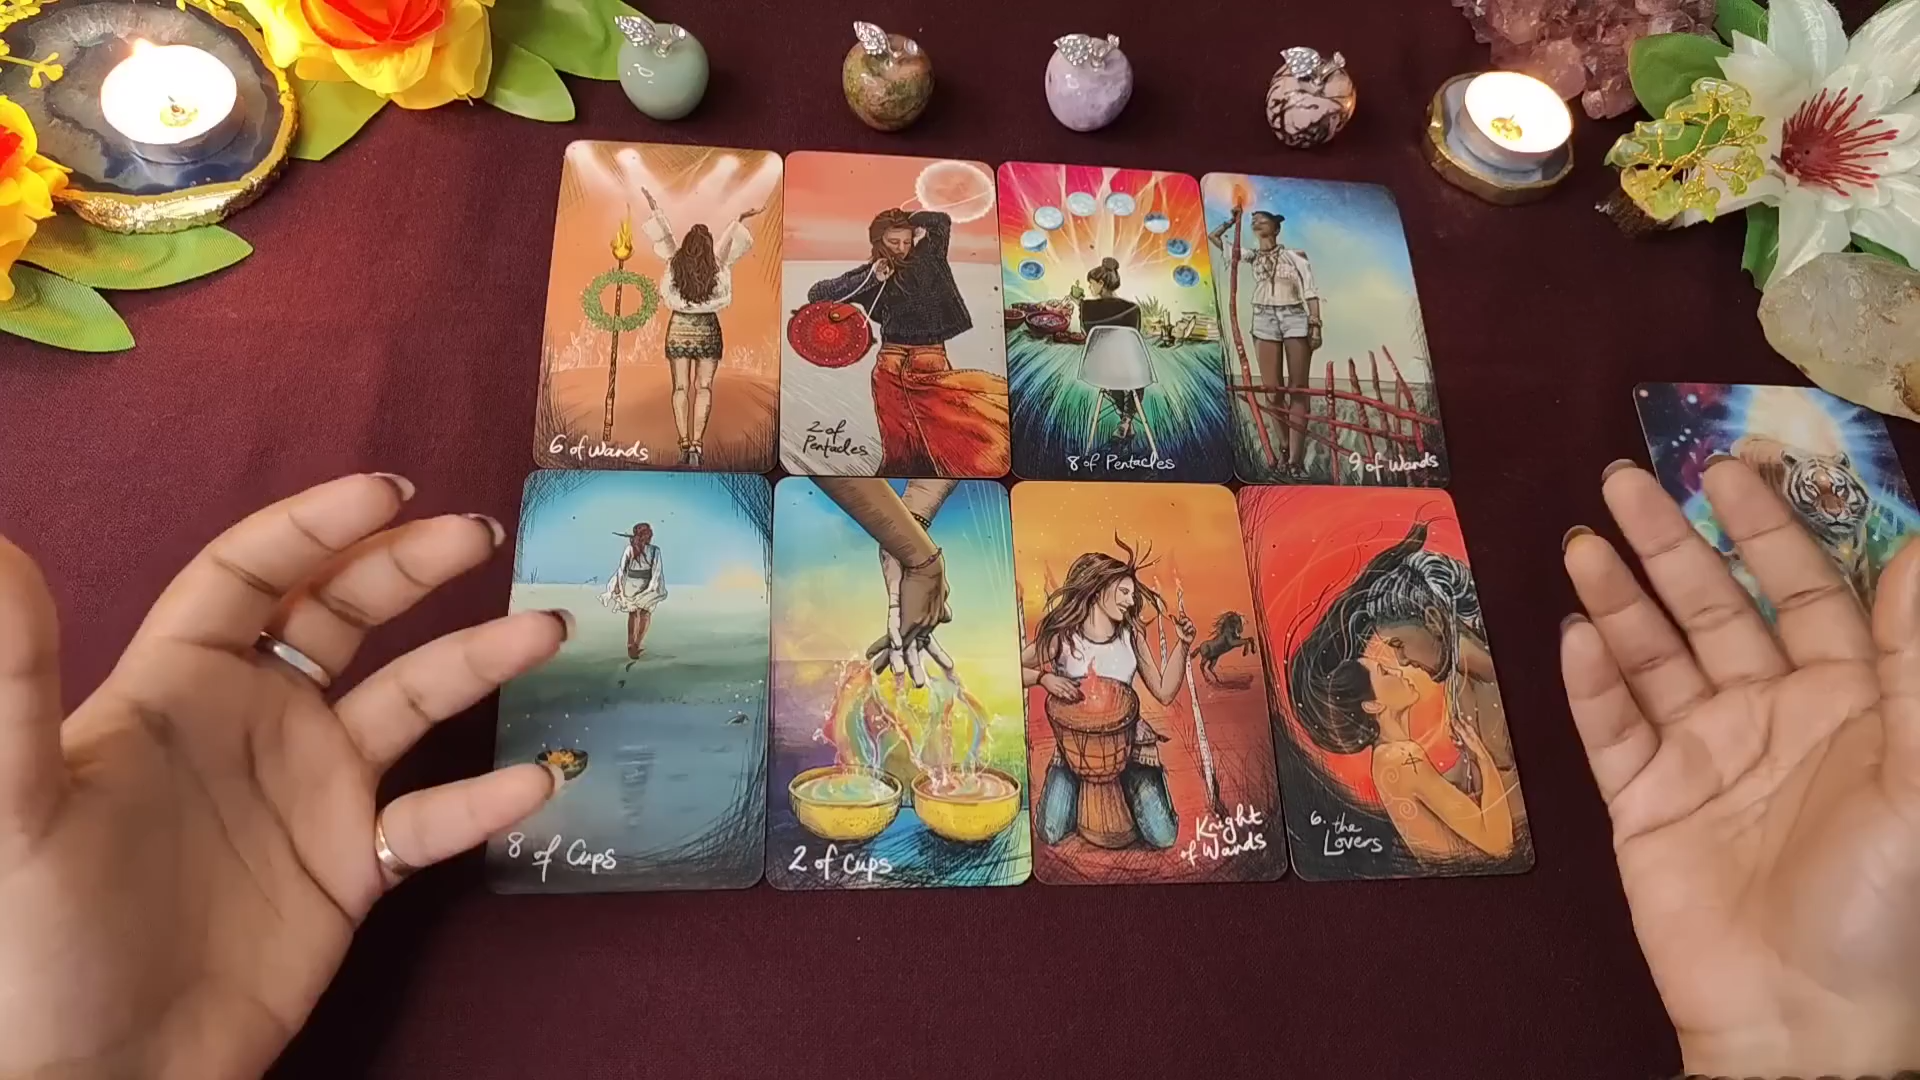 6 of Wands
2 of
Pentacles
8 of Pentacles
9 of Wands
8 of Cups
2 of Cups
Knight
of Wands
6. the
Lovers